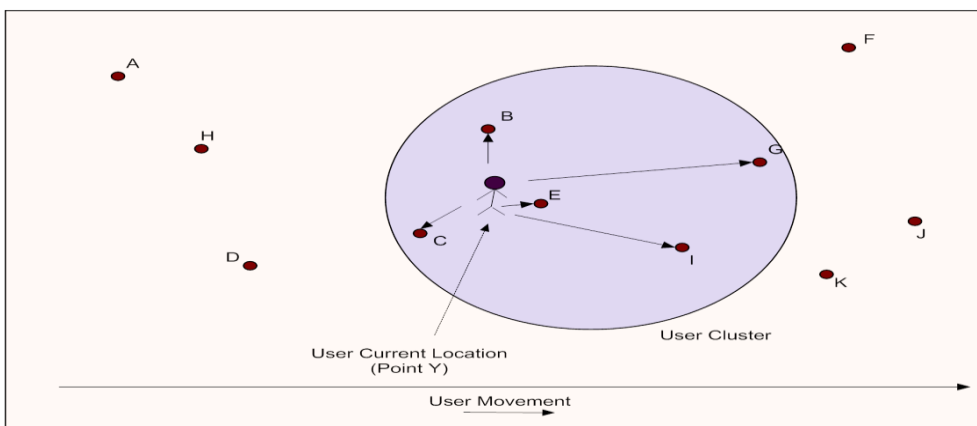 F
A
B
H
G
E
C
J
D
I
K
User Cluster
User Current Location
(Point Y)
User Movement